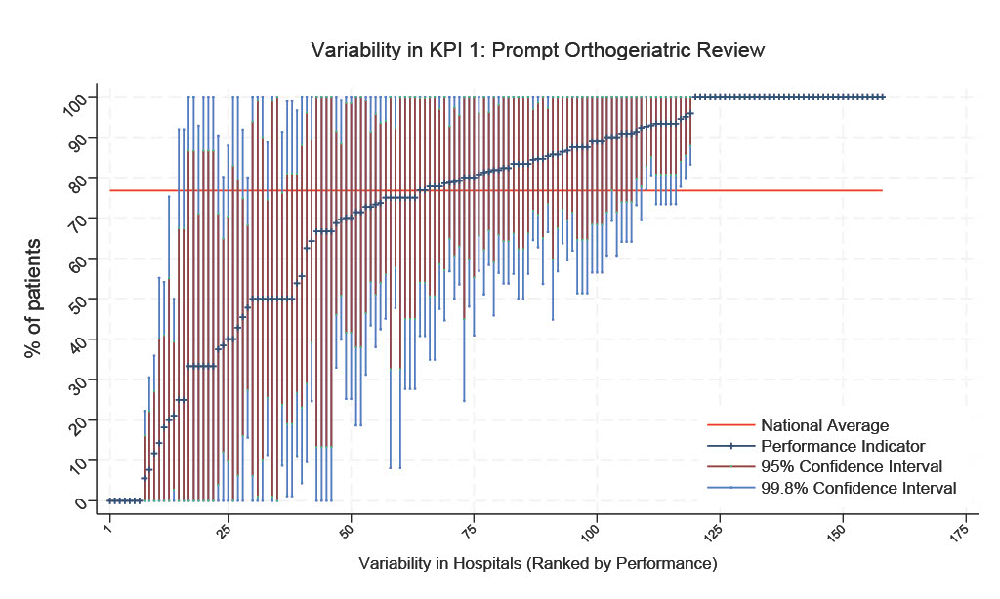 Variability in KPI 1: Prompt Orthogeriatric Review
% of patients
100
90
80
70
60
50
40
30
20
10
0
National Average
Performance Indicator
95% Confidence Interval
99.8% Confidence Interval
1 25 50 75 100 125 150 175
Variability in Hospitals (Ranked by Performance)